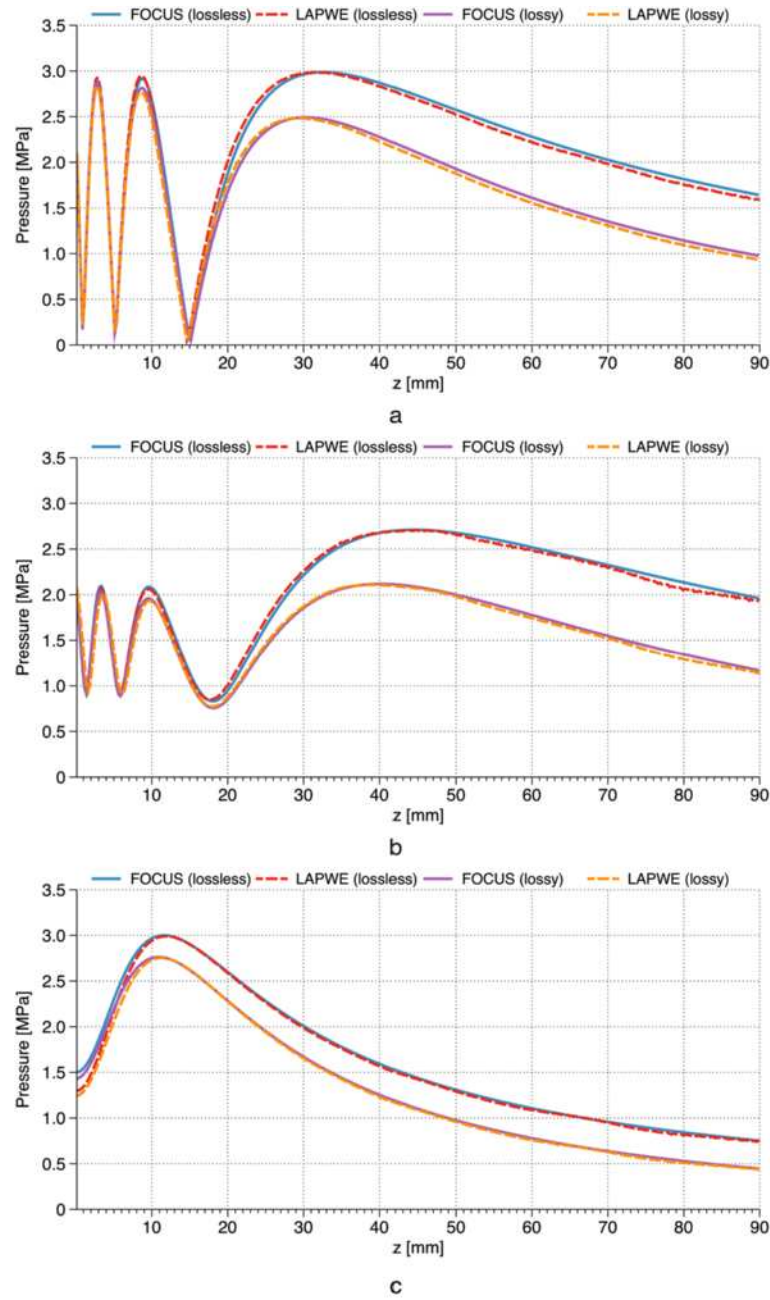 FOCUS (lossless) LAPWE (lossless) FOCUS (lossy) LAPWE (lossy)
3.5
3.0
2.5
2.0
1.5
1.0
0.5
0
Pressure [MPa]
10 20 30 40 50 60 70 80 90
z [mm]
a
FOCUS (lossless) LAPWE (lossless) FOCUS (lossy) LAPWE (lossy)
3.5
3.0
2.5
2.0
1.5
1.0
0.5
0
Pressure [MPa]
10 20 30 40 50 60 70 80 90
z [mm]
b
FOCUS (lossless) LAPWE (lossless) FOCUS (lossy) LAPWE (lossy)
3.5
3.0
2.5
2.0
1.5
1.0
0.5
0
Pressure [MPa]
10 20 30 40 50 60 70 80 90
z [mm]
c